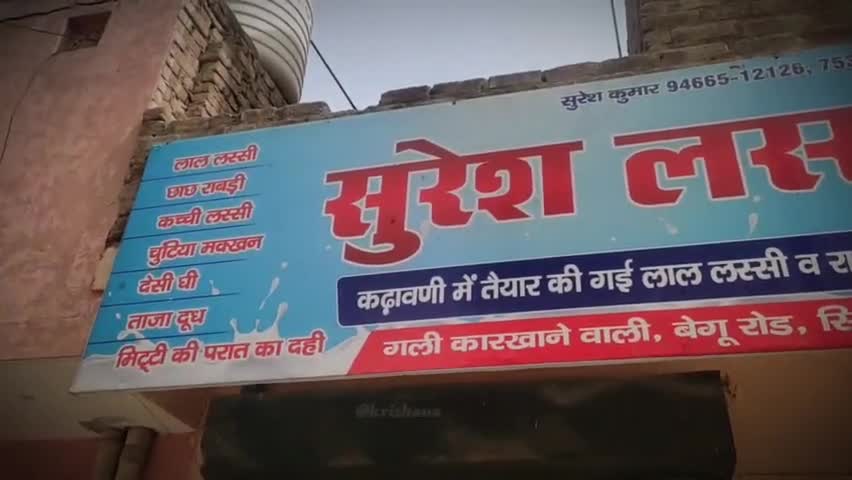 सुरेश कुमार 94665-12126, 753
लाल लस्सी
छाछ राबड़ी
कच्ची लस्सी
चुटिया मक्खन
देसी घी
ताजा दूध
मिट्टी की परात का दही
सुरेश लस
कढ़ावणी में तैयार की गई लाल लस्सी व रा
गली कारखाने वाली, बेगू रोड, सि
@krishana